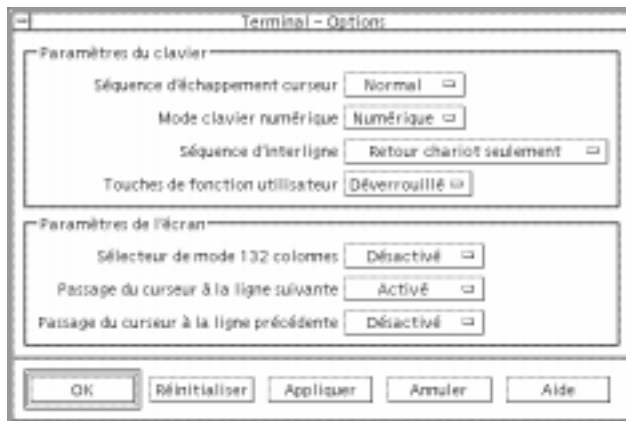 Terminal – Options
Paramètres du clavier
Séquence d'échappement curseur Normal
Mode clavier numérique Numérique
Séquence d'interligne Retour chariot seulement
Touches de fonction utilisateur Déverrouillé
Paramètres de l'écran
Sélecteur de mode 132 colonnes Désactivé
Passage du curseur à la ligne suivante Activé
Passage du curseur à la ligne précédente Désactivé
OK Réinitialiser Appliquer Annuler Aide